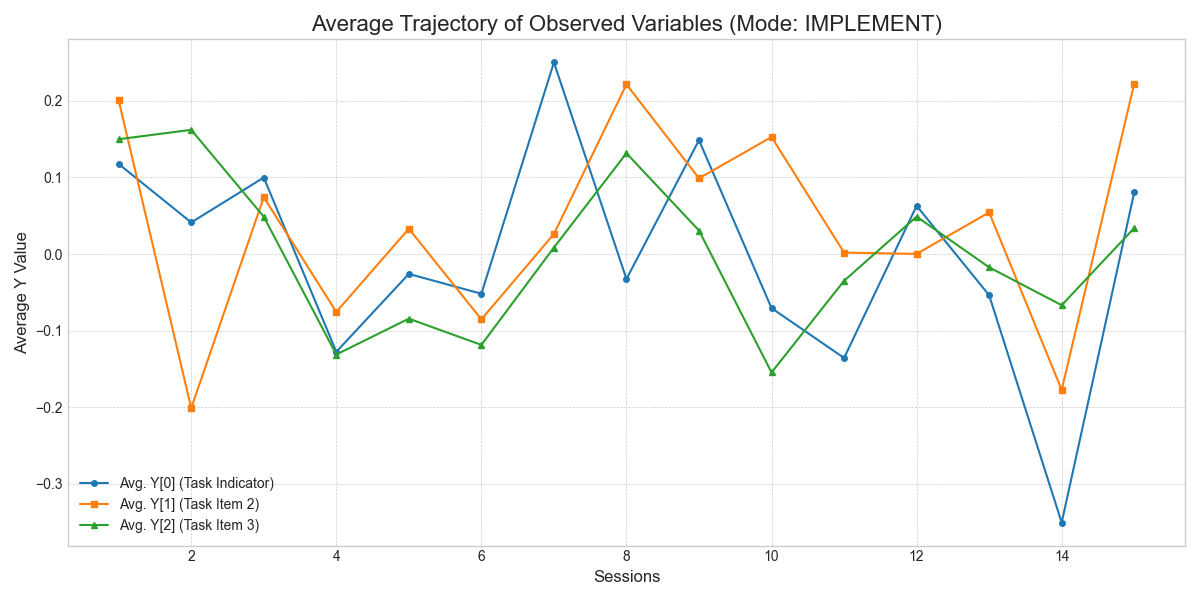 Average Trajectory of Observed Variables (Mode: IMPLEMENT)
Average Y Value
0.2
0.1
0.0
−0.1
−0.2
−0.3
Avg. Y[0] (Task Indicator)
Avg. Y[1] (Task Item 2)
Avg. Y[2] (Task Item 3)
2 4 6 8 10 12 14
Sessions